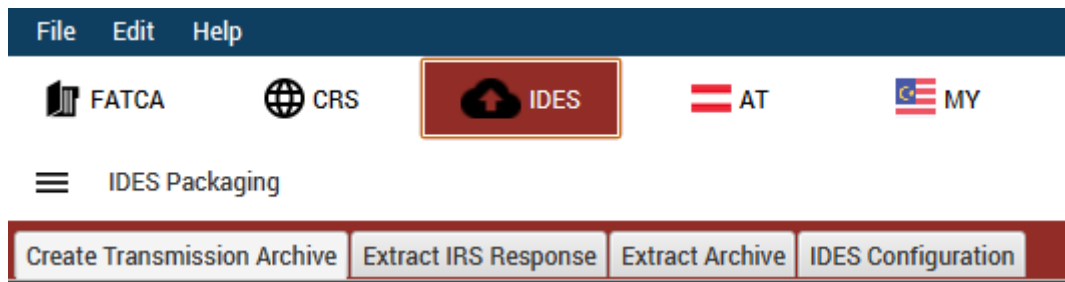 File Edit Help
FATCA CRS IDES AT MY
IDES Packaging
Create Transmission Archive Extract IRS Response Extract Archive IDES Configuration